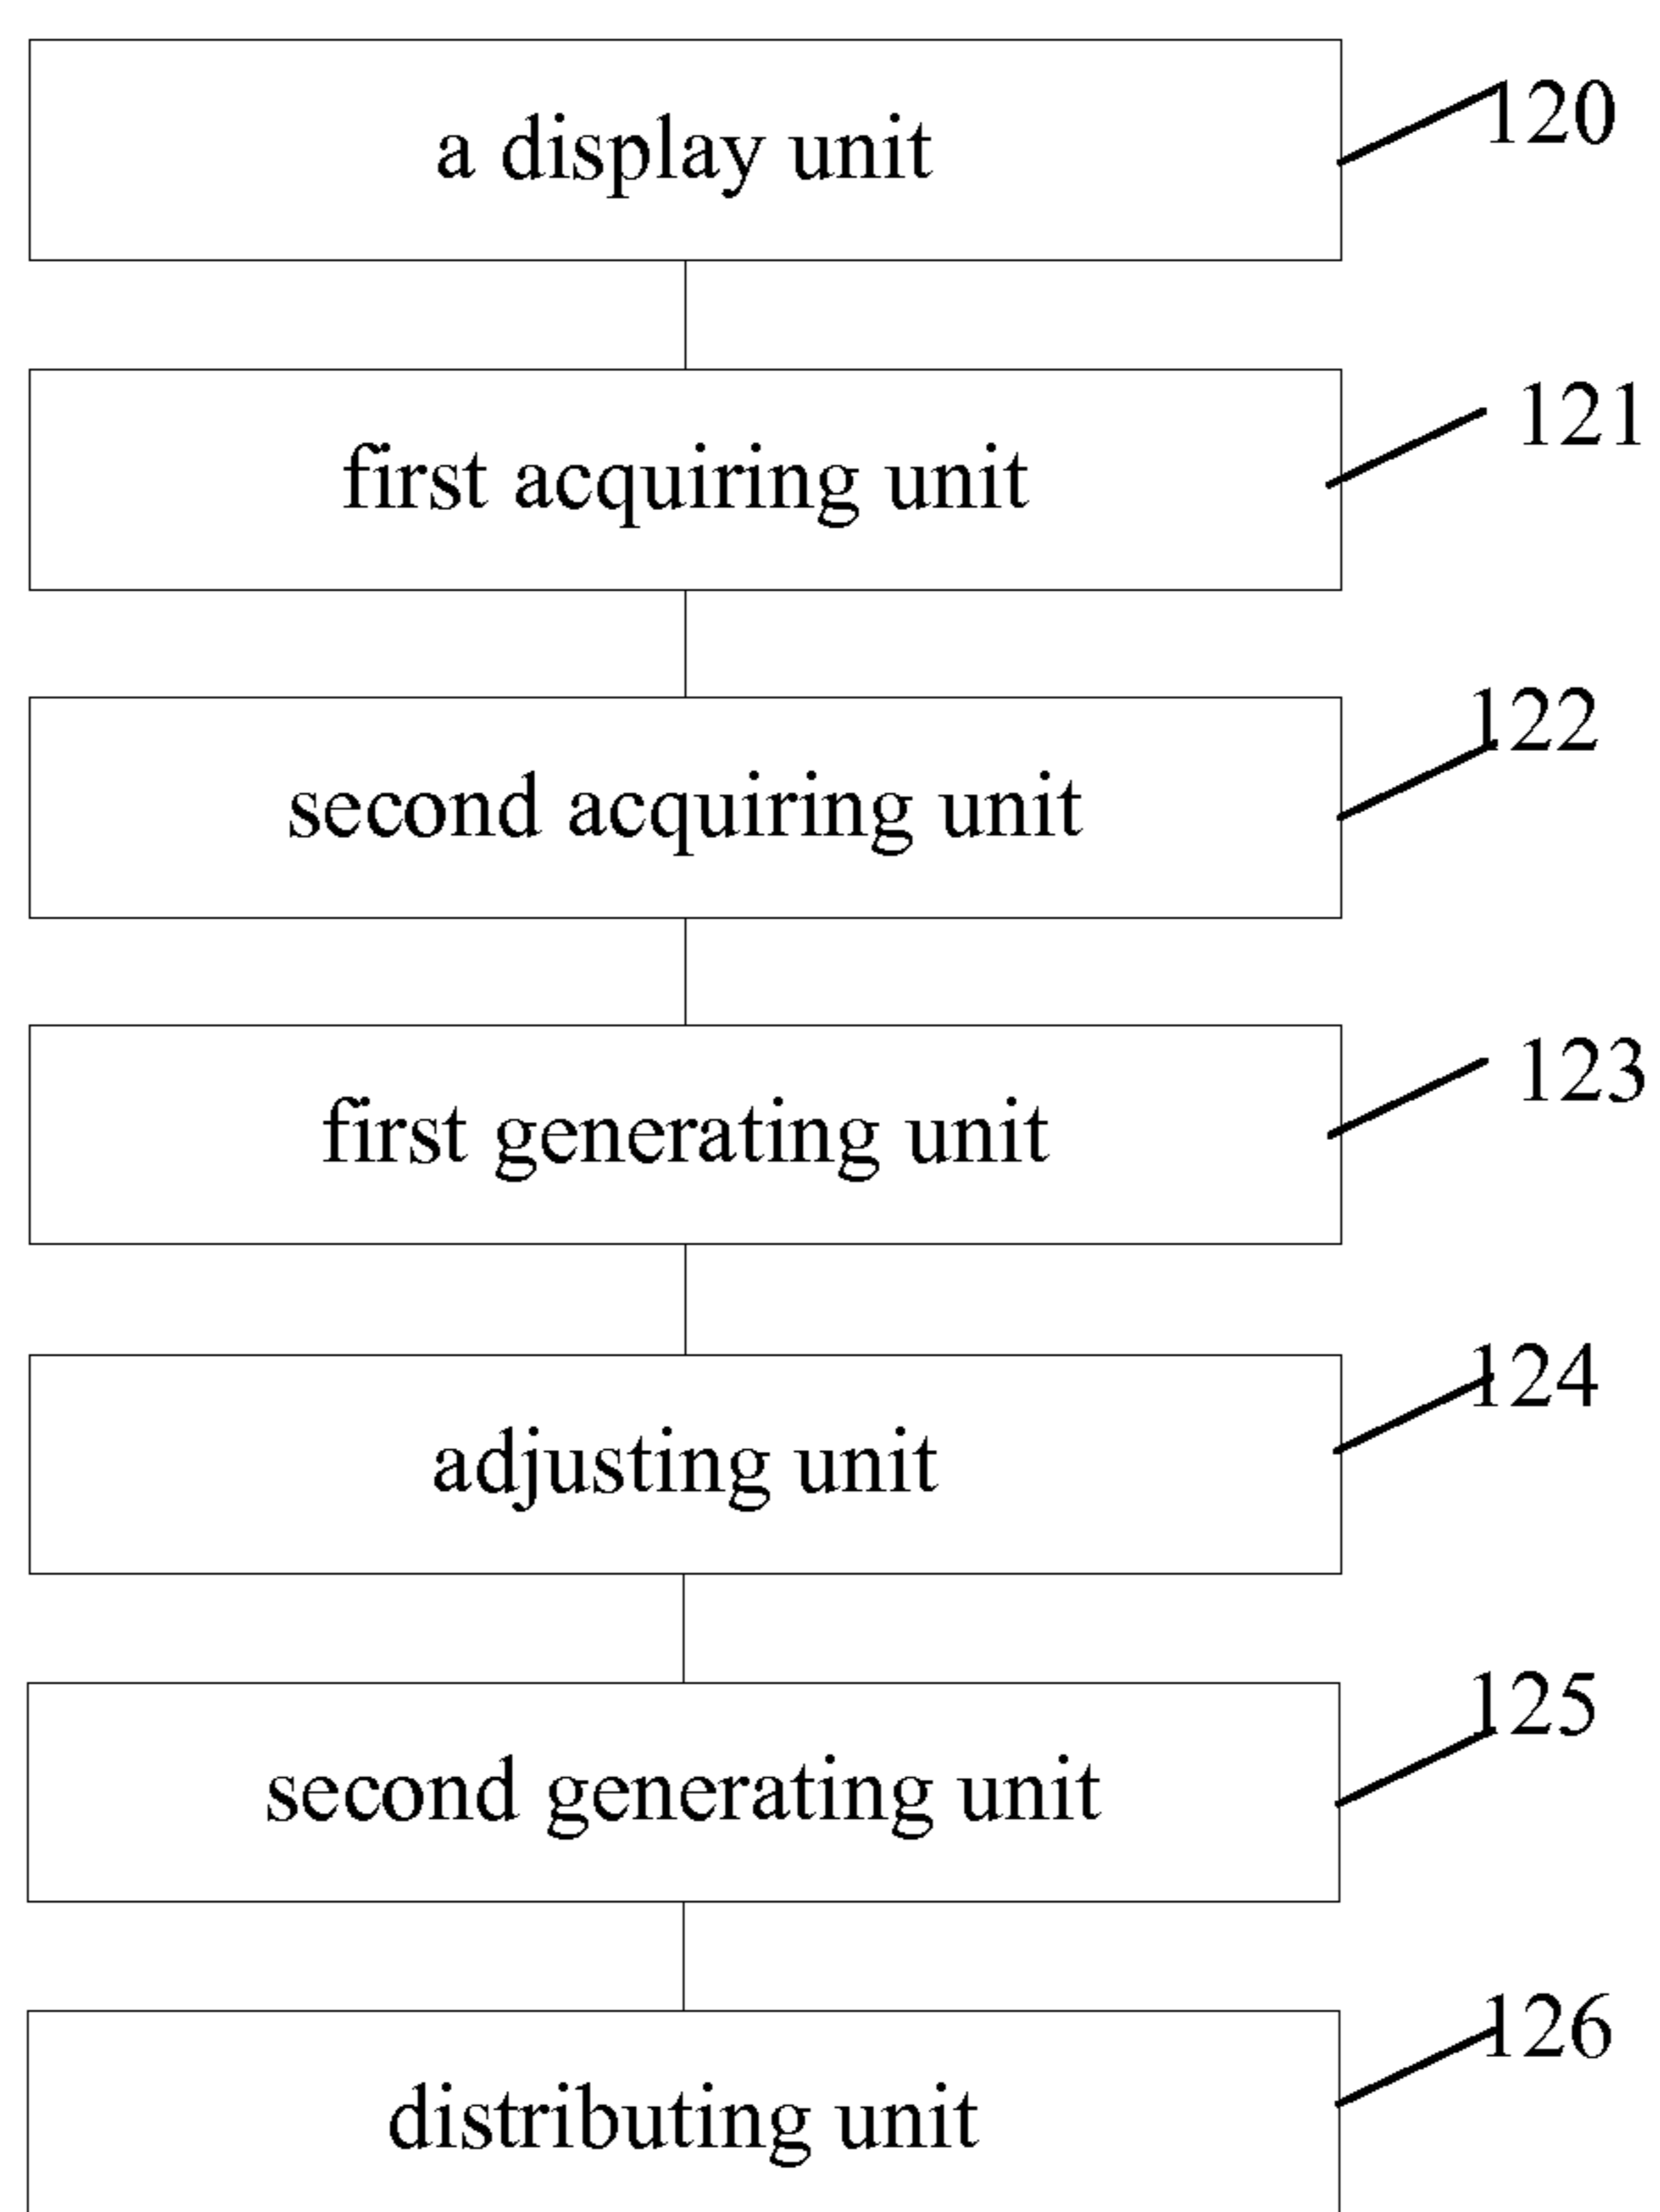 a display unit
120
first acquiring unit
121
second acquiring unit
122
first generating unit
123
adjusting unit
124
second generating unit
125
distributing unit
126